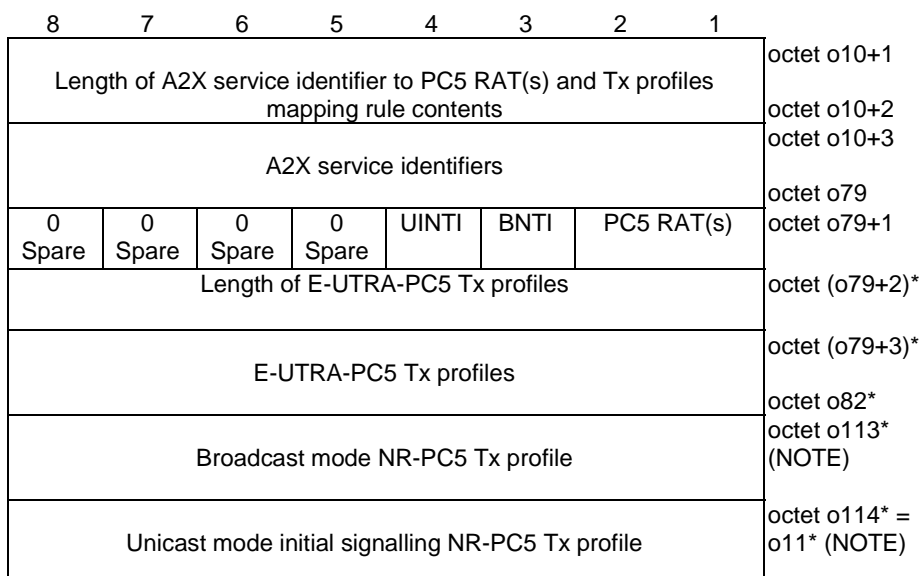 8 7 6 5 4 3 2 1
Length of A2X service identifier to PC5 RAT(s) and Tx profiles
mapping rule contents
octet o10+1
octet o10+2
A2X service identifiers
octet o10+3
octet o79
0 0 0 0 UINTI BNTI PC5 RAT(s)
Spare Spare Spare Spare
octet o79+1
Length of E-UTRA-PC5 Tx profiles
octet (o79+2)*
E-UTRA-PC5 Tx profiles
octet (o79+3)*
octet o82*
Broadcast mode NR-PC5 Tx profile
octet o113*
(NOTE)
Unicast mode initial signalling NR-PC5 Tx profile
octet o114* =
o11* (NOTE)